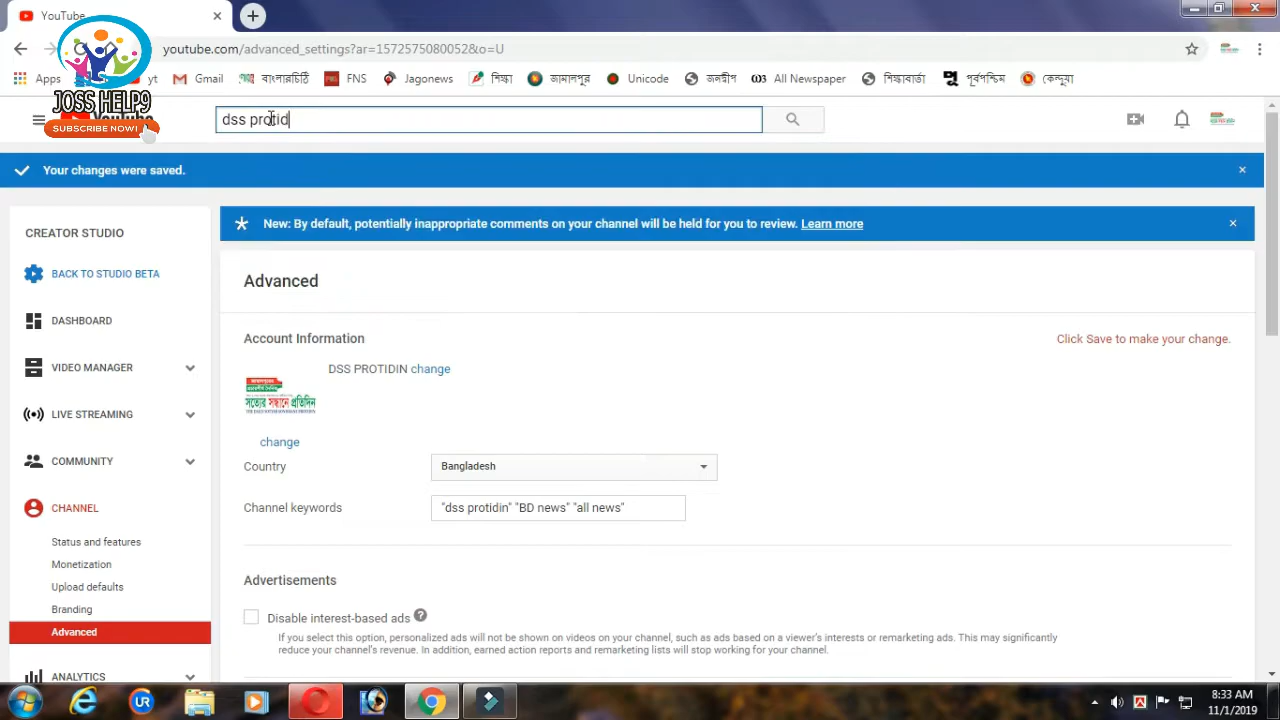 YouTube
youtube.com/advanced_settings?ar=1572575080052&o=U
Apps
yt
Gmail
বাংলারচিঠি
FNS
Jagonews
শিক্ষা
জামালপুর
Unicode
জলদীপ
All Newspaper
শিক্ষাবার্তা
পূর্বপশ্চিম
কেন্দুয়া
JOSS HELP9
SUBSCRIBE NOW!
dss protid
Your changes were saved.
New: By default, potentially inappropriate comments on your channel will be held for you to review. Learn more
CREATOR STUDIO
BACK TO STUDIO BETA
DASHBOARD
VIDEO MANAGER
LIVE STREAMING
COMMUNITY
CHANNEL
Status and features
Monetization
Upload defaults
Branding
Advanced
ANALYTICS
Advanced
Account Information
Click Save to make your change.
DSS PROTIDIN change
সত্যের সন্ধানে প্রতিদিন
change
Country
Bangladesh
Channel keywords
"dss protidin" "BD news" "all news"
Advertisements
Disable interest-based ads
If you select this option, personalized ads will not be shown on videos on your channel, such as ads based on a viewer's interests or remarketing ads. This may significantly
reduce your channel's revenue. In addition, earned action reports and remarketing lists will stop working for your channel.
UR
8:33 AM
11/1/2019